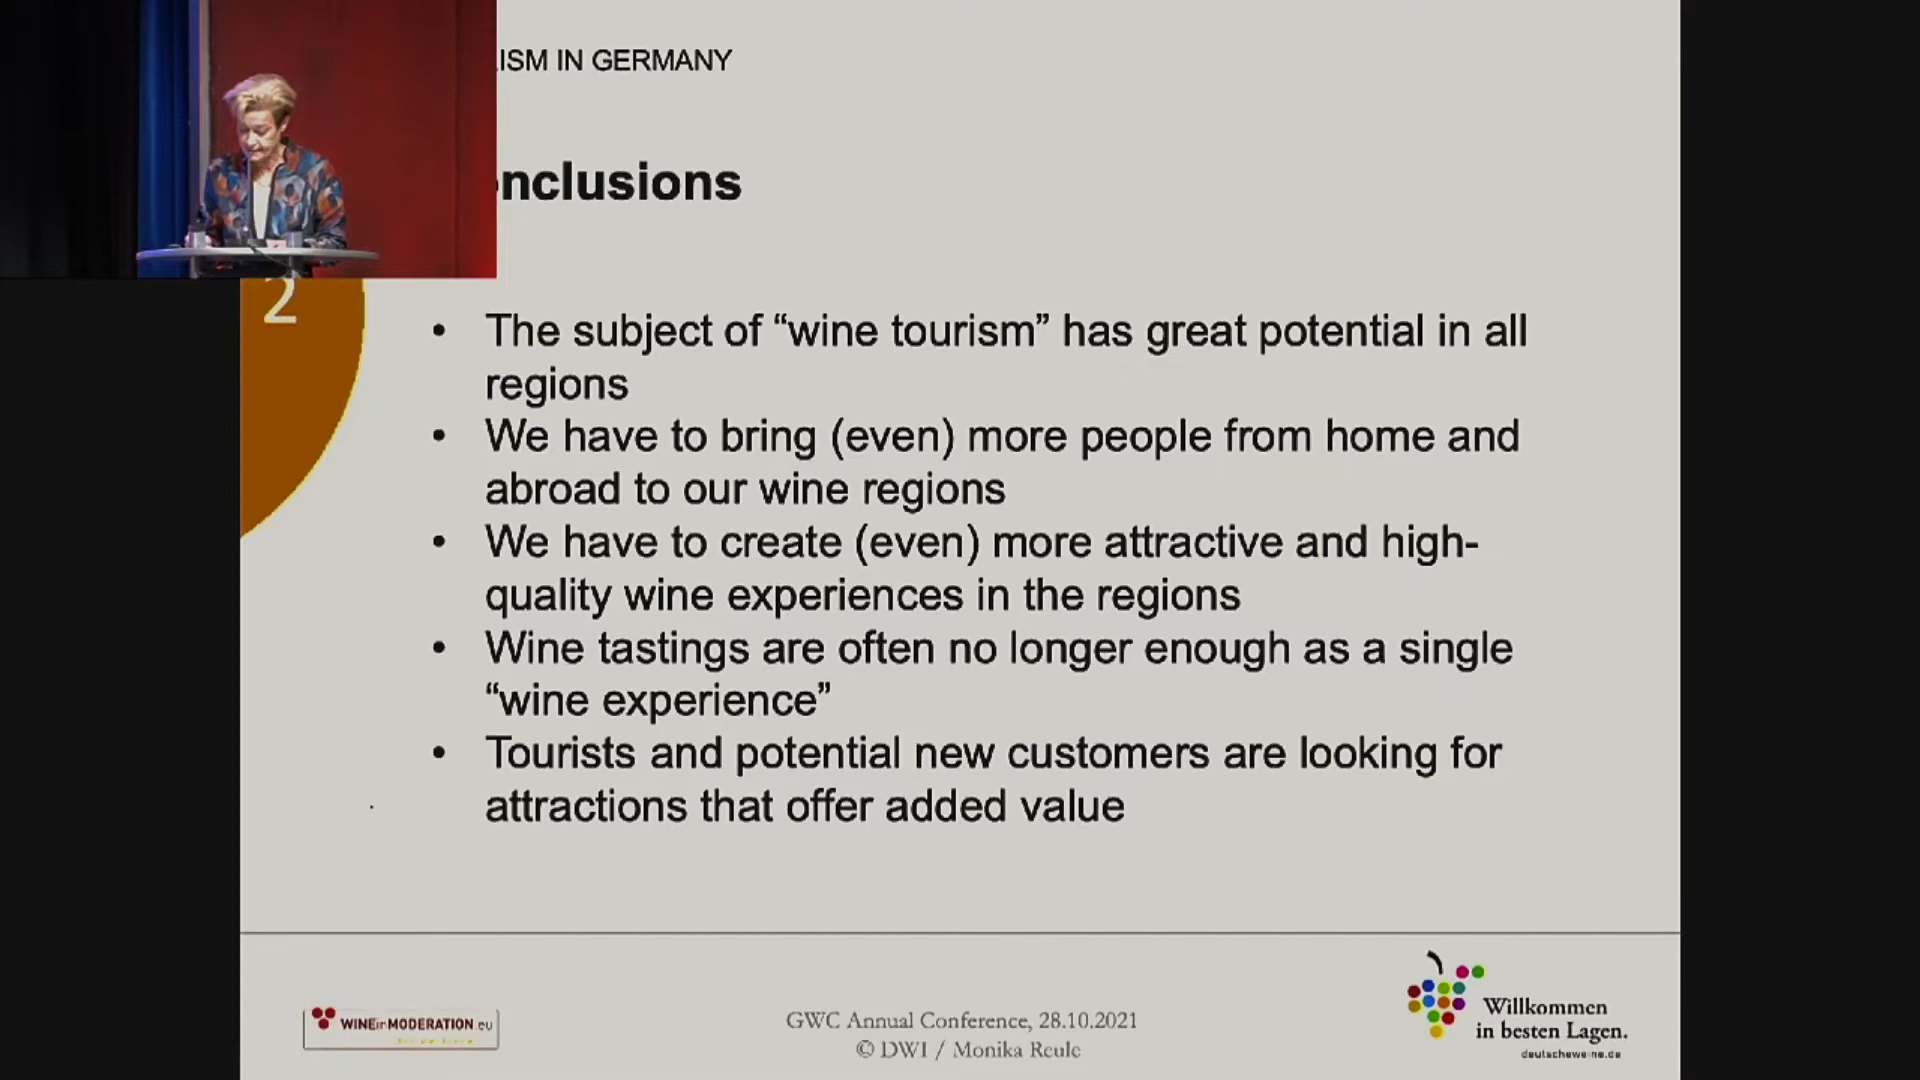 ISM IN GERMANY
nclusions
2
• The subject of “wine tourism” has great potential in all
regions
• We have to bring (even) more people from home and
abroad to our wine regions
• We have to create (even) more attractive and high-
quality wine experiences in the regions
• Wine tastings are often no longer enough as a single
“wine experience”
• Tourists and potential new customers are looking for
attractions that offer added value
WINEinMODERATION.eu
GWC Annual Conference, 28.10.2021
© DWI / Monika Reule
Willkommen
in besten Lagen.
deutscheweine.de